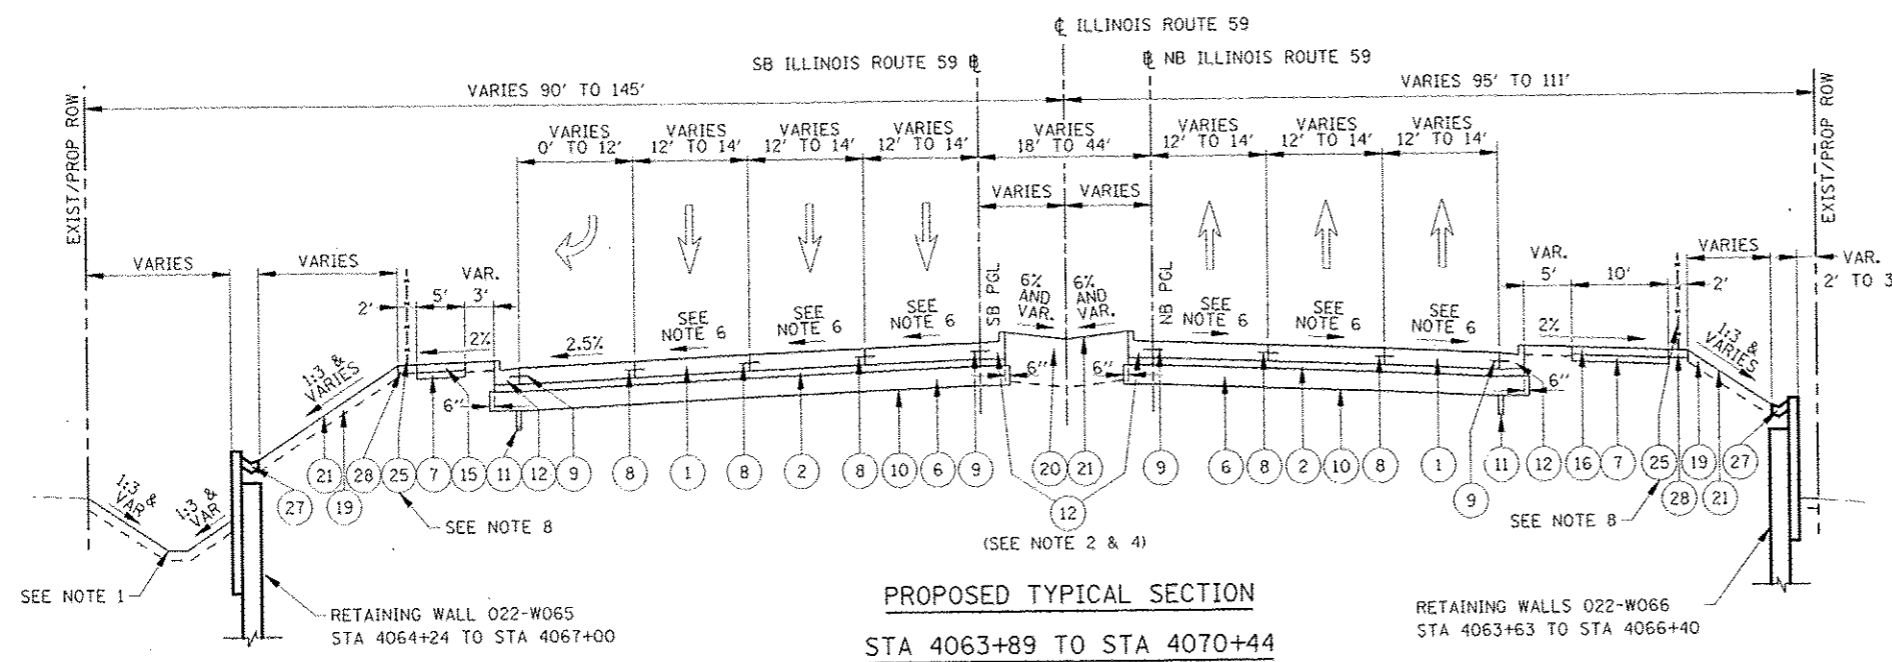 ℄ ILLINOIS ROUTE 59
SB ILLINOIS ROUTE 59 ℄
℄ NB ILLINOIS ROUTE 59
VARIES 90' TO 145'
VARIES 95' TO 111'
EXIST/PROP ROW
EXIST/PROP ROW
VARIES 0' TO 12'
VARIES 12' TO 14'
VARIES 12' TO 14'
VARIES 12' TO 14'
VARIES 18' TO 44'
VARIES 12' TO 14'
VARIES 12' TO 14'
VARIES 12' TO 14'
VARIES
VARIES
VARIES
VARIES
VAR.
2'
5'
3'
SB PGL
6% AND VAR.
6% AND VAR.
NB PGL
VAR.
5'
10'
2'
VARIES
VAR.
2' TO 3
1:3 & VARIES
2%
2.5%
SEE NOTE 6
SEE NOTE 6
SEE NOTE 6
SEE NOTE 6
SEE NOTE 6
SEE NOTE 6
2%
1:3 & VARIES
6"
6"
6"
6"
1:3 & VAR
1:3 & VAR
27
21
19
28
25
7
15
11
12
9
8
1
8
2
8
10
6
9
20
21
9
6
8
2
10
8
1
9
11
12
16
7
25
28
19
21
27
12
SEE NOTE 8
(SEE NOTE 2 & 4)
SEE NOTE 8
SEE NOTE 1
RETAINING WALL 022-W065
STA 4064+24 TO STA 4067+00
PROPOSED TYPICAL SECTION
STA 4063+89 TO STA 4070+44
RETAINING WALLS 022-W066
STA 4063+63 TO STA 4066+40